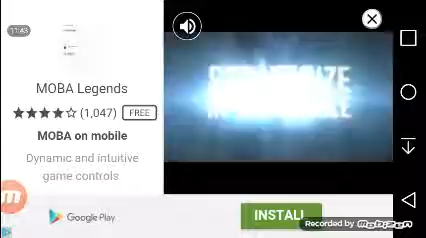 11:43
MOBA Legends
(1,047) FREE
MOBA on mobile
Dynamic and intuitive
game controls
Google Play
INSTALL
Recorded by Mobizen